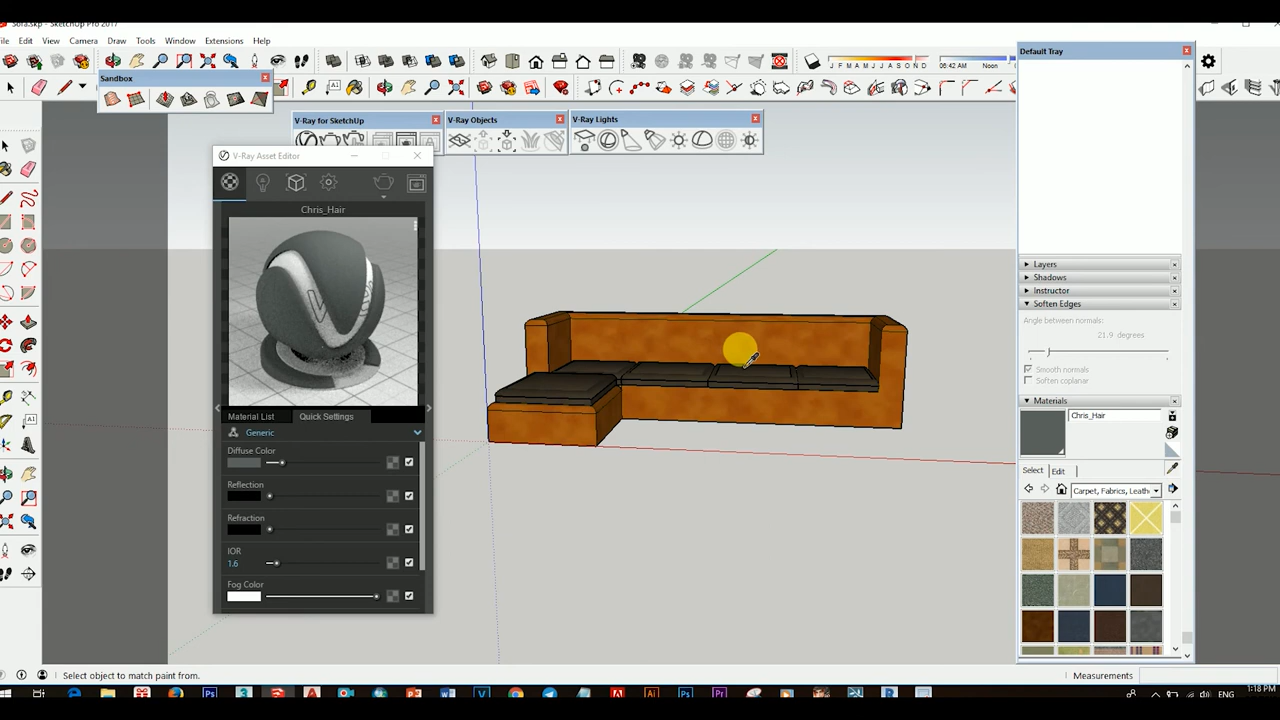 Sofa.skp - SketchUp Pro 2017
File Edit View Camera Draw Tools Window Extensions Help
Sandbox
V-Ray for SketchUp
V-Ray Objects
V-Ray Lights
J F M A M J J A S O N D
06:42 AM Noon
Default Tray
V-Ray Asset Editor
Chris_Hair
Material List
Quick Settings
Generic
Diffuse Color
Reflection
Refraction
IOR
1.6
Fog Color
Layers
Shadows
Instructor
Soften Edges
Angle between normals:
21.9 degrees
Smooth normals
Soften coplanar
Materials
Chris_Hair
Select Edit
Carpet, Fabrics, Leath
Select object to match paint from.
Measurements
ENG
1:18 PM